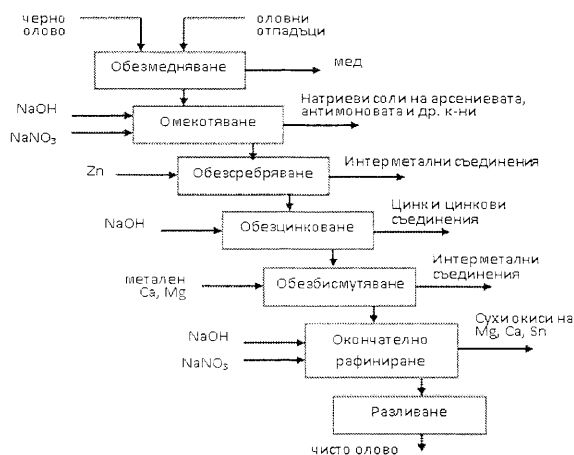 черно
олово
оловни
отпадъци
Обезмедняване
мед
NaOH
NaNO₃
Омекотяване
Натриеви соли на арсениевата,
антимоновата и др. к-ни
Zn
Обезсребряване
Интерметални съединения
NaOH
Обезцинковане
Цинк и цинкови
съединения
метален
Ca, Mg
Обезбисмутяване
Интерметални
съединения
NaOH
NaNO₃
Окончателно
рафиниране
Сухи окиси на
Mg, Ca, Sn
Разливане
чисто олово